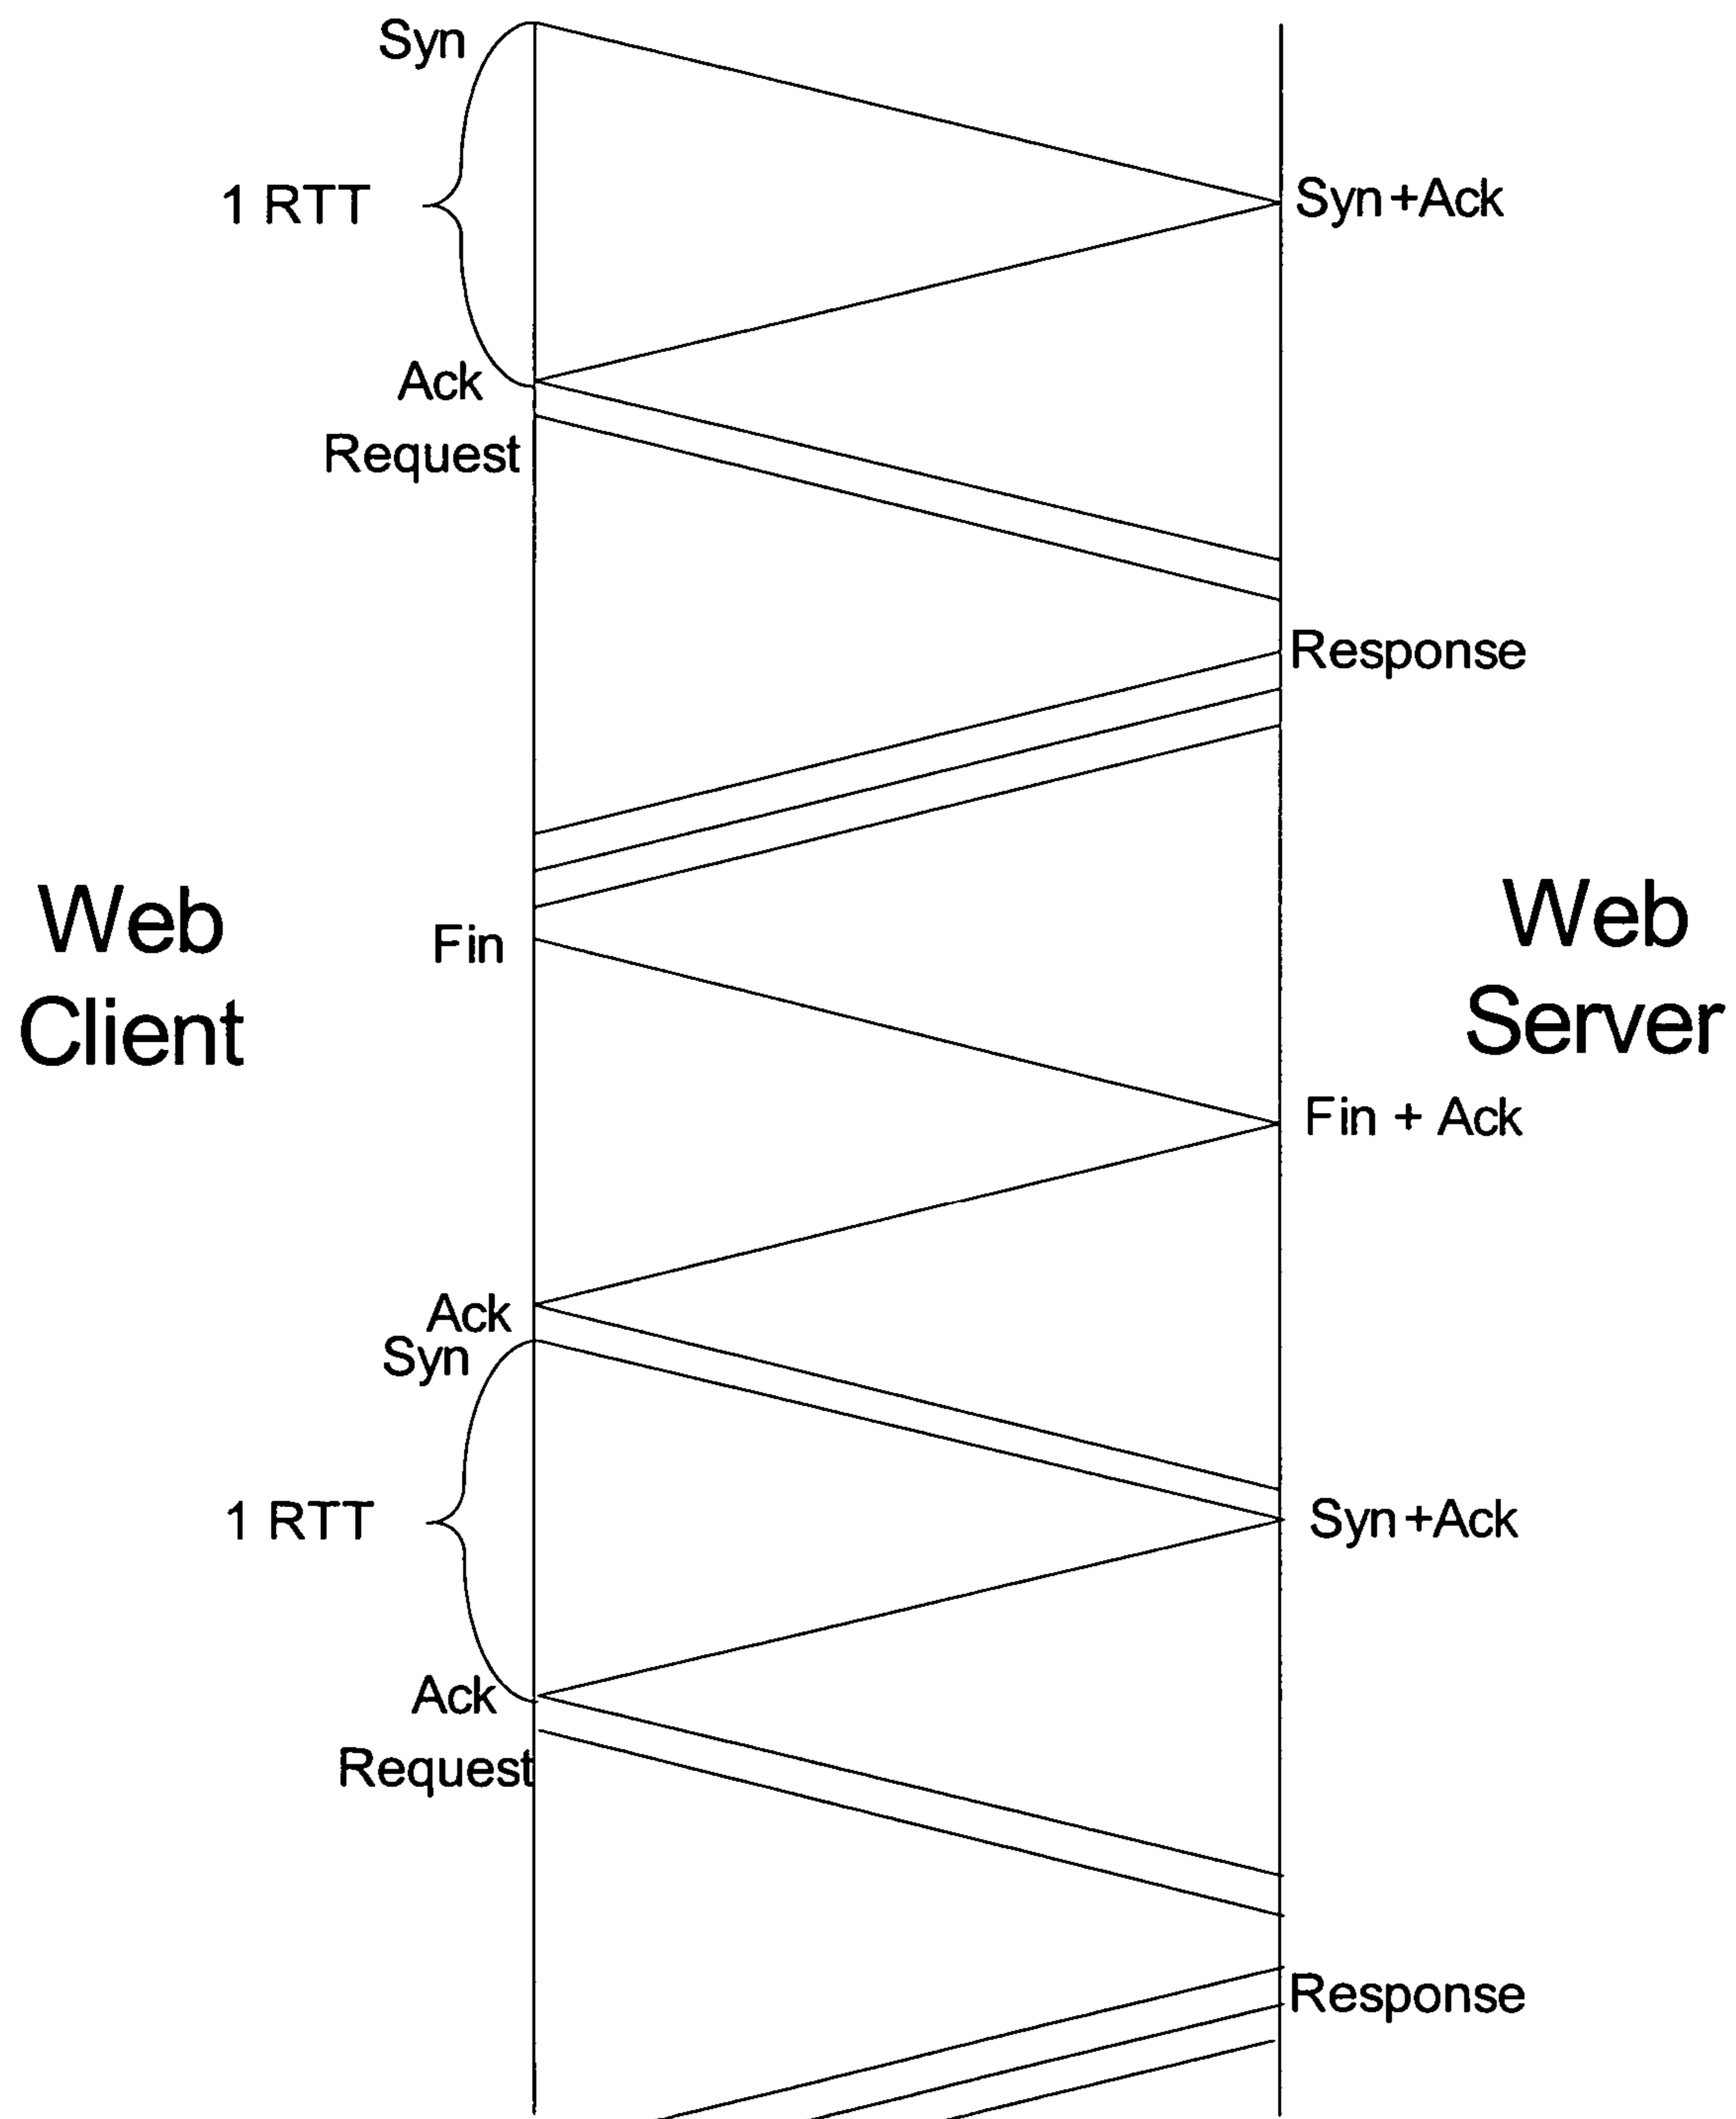 Syn
1 RTT
Syn+Ack
Ack
Request
Response
Web
Client
Web
Server
Fin
Fin + Ack
Ack
Syn
1 RTT
Syn+Ack
Ack
Request
Response